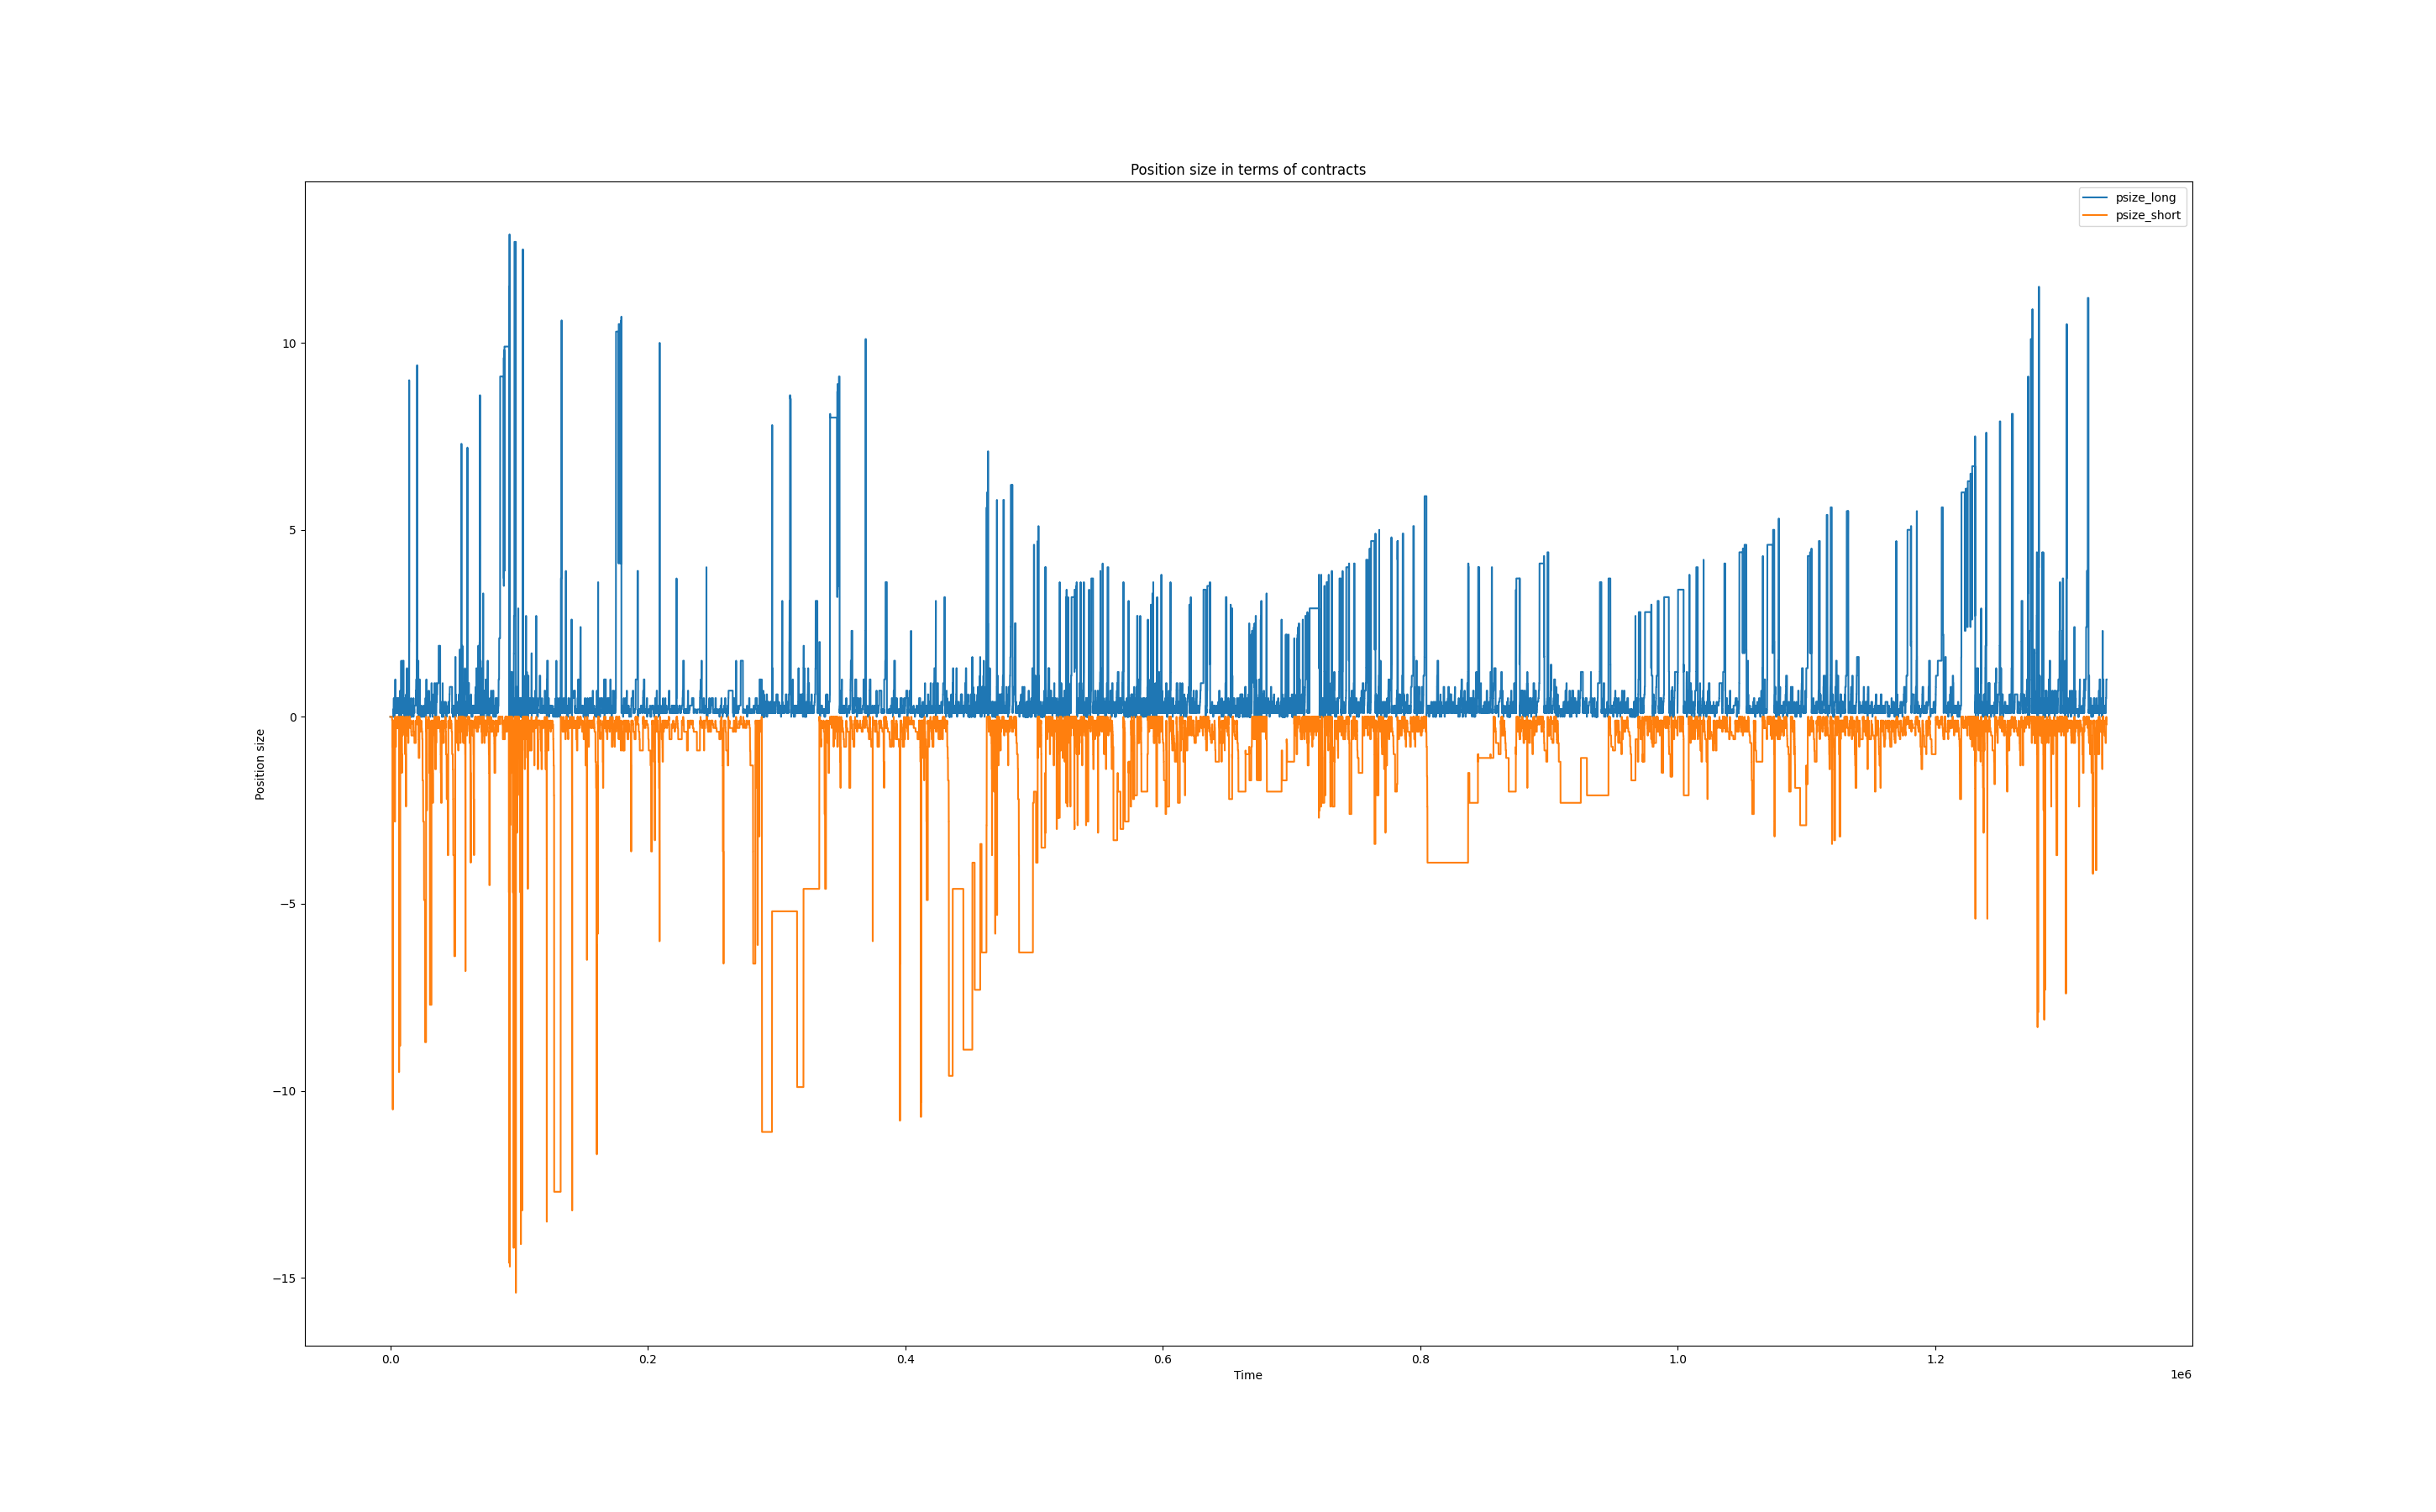 Position size in terms of contracts
psize_long
psize_short
Position size
10
5
0
−5
−10
−15
0.0
0.2
0.4
0.6
0.8
1.0
1.2
1e6
Time